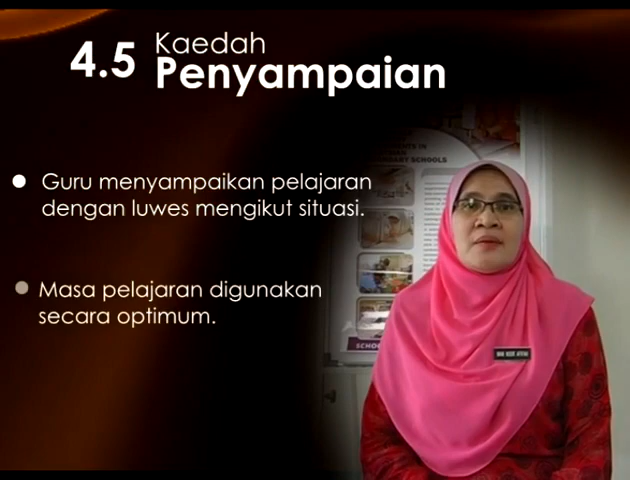 4.5 Kaedah
Penyampaian
Guru menyampaikan pelajaran
dengan luwes mengikut situasi.
Masa pelajaran digunakan
secara optimum.